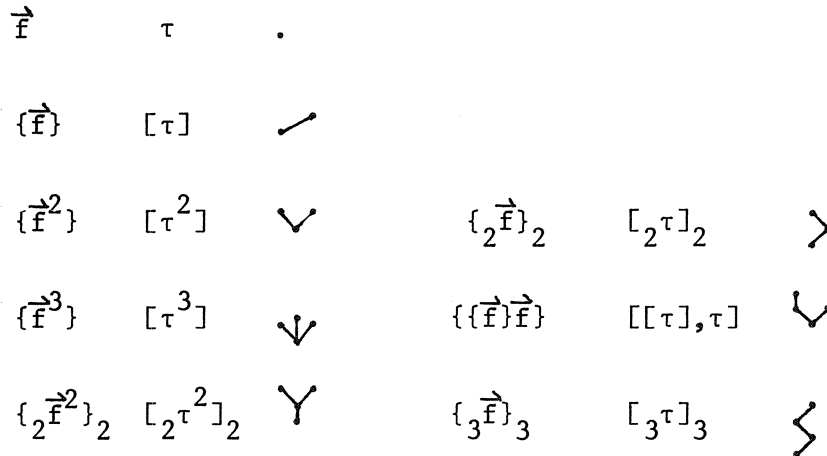 f⃗ τ
{f⃗} [τ]
{f⃗²} [τ²] {₂f⃗}₂ [₂τ]₂
{f⃗³} [τ³] {{f⃗}f⃗} [[τ],τ]
{₂f⃗²}₂ [₂τ²]₂ {₃f⃗}₃ [₃τ]₃